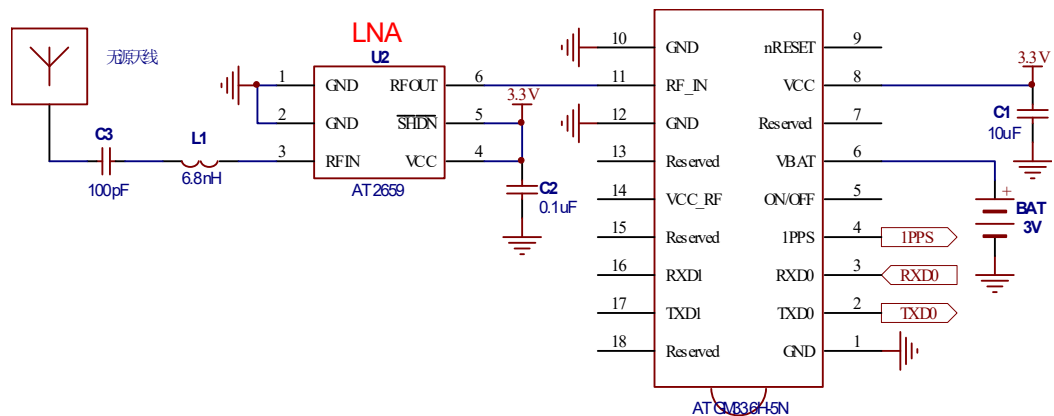 无源天线
C3
100pF
L1
6.8nH
LNA
U2
1 GND RFOUT 6
2 GND SHDN 5
3 RFIN VCC 4
AT2659
3.3V
C2
0.1uF
10 GND nRESET 9
11 RF_IN VCC 8
12 GND Reserved 7
13 Reserved VBAT 6
14 VCC_RF ON/OFF 5
15 Reserved 1PPS 4 1PPS
16 RXD1 RXD0 3 RXD0
17 TXD1 TXD0 2 TXD0
18 Reserved GND 1
ATGM336H-5N
3.3V
C1
10uF
+
BAT
3V